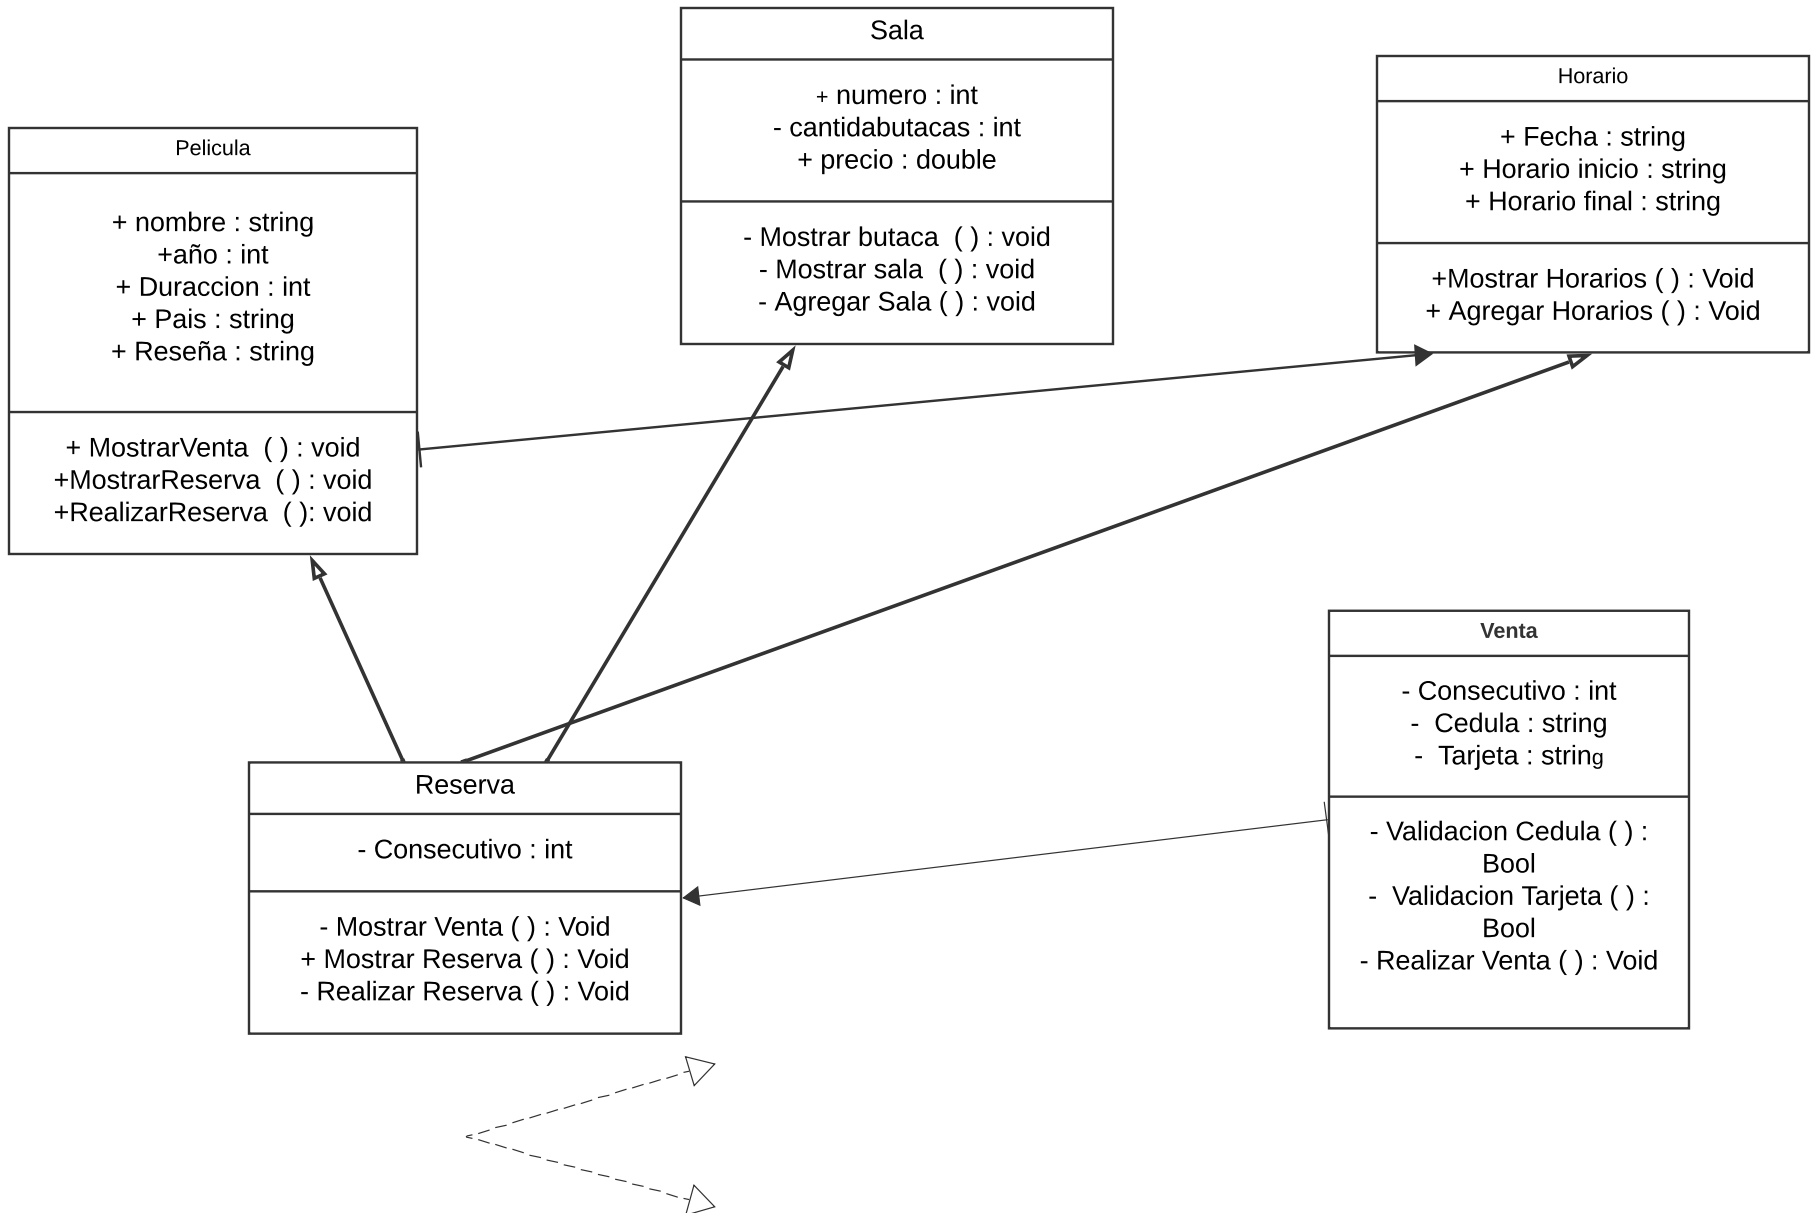 Pelicula
+ nombre : string
+año : int
+ Duraccion : int
+ Pais : string
+ Reseña : string
+ MostrarVenta  ( ) : void
+MostrarReserva  ( ) : void
+RealizarReserva  ( ): void
Sala
+ numero : int
- cantidabutacas : int
+ precio : double
- Mostrar butaca  ( ) : void
- Mostrar sala  ( ) : void
- Agregar Sala ( ) : void
Horario
+ Fecha : string
+ Horario inicio : string
+ Horario final : string
+Mostrar Horarios ( ) : Void
+ Agregar Horarios ( ) : Void
Reserva
- Consecutivo : int
- Mostrar Venta ( ) : Void
+ Mostrar Reserva ( ) : Void
- Realizar Reserva ( ) : Void
Venta
- Consecutivo : int
-  Cedula : string
-  Tarjeta : string
- Validacion Cedula ( ) :
Bool
-  Validacion Tarjeta ( ) :
Bool
- Realizar Venta ( ) : Void